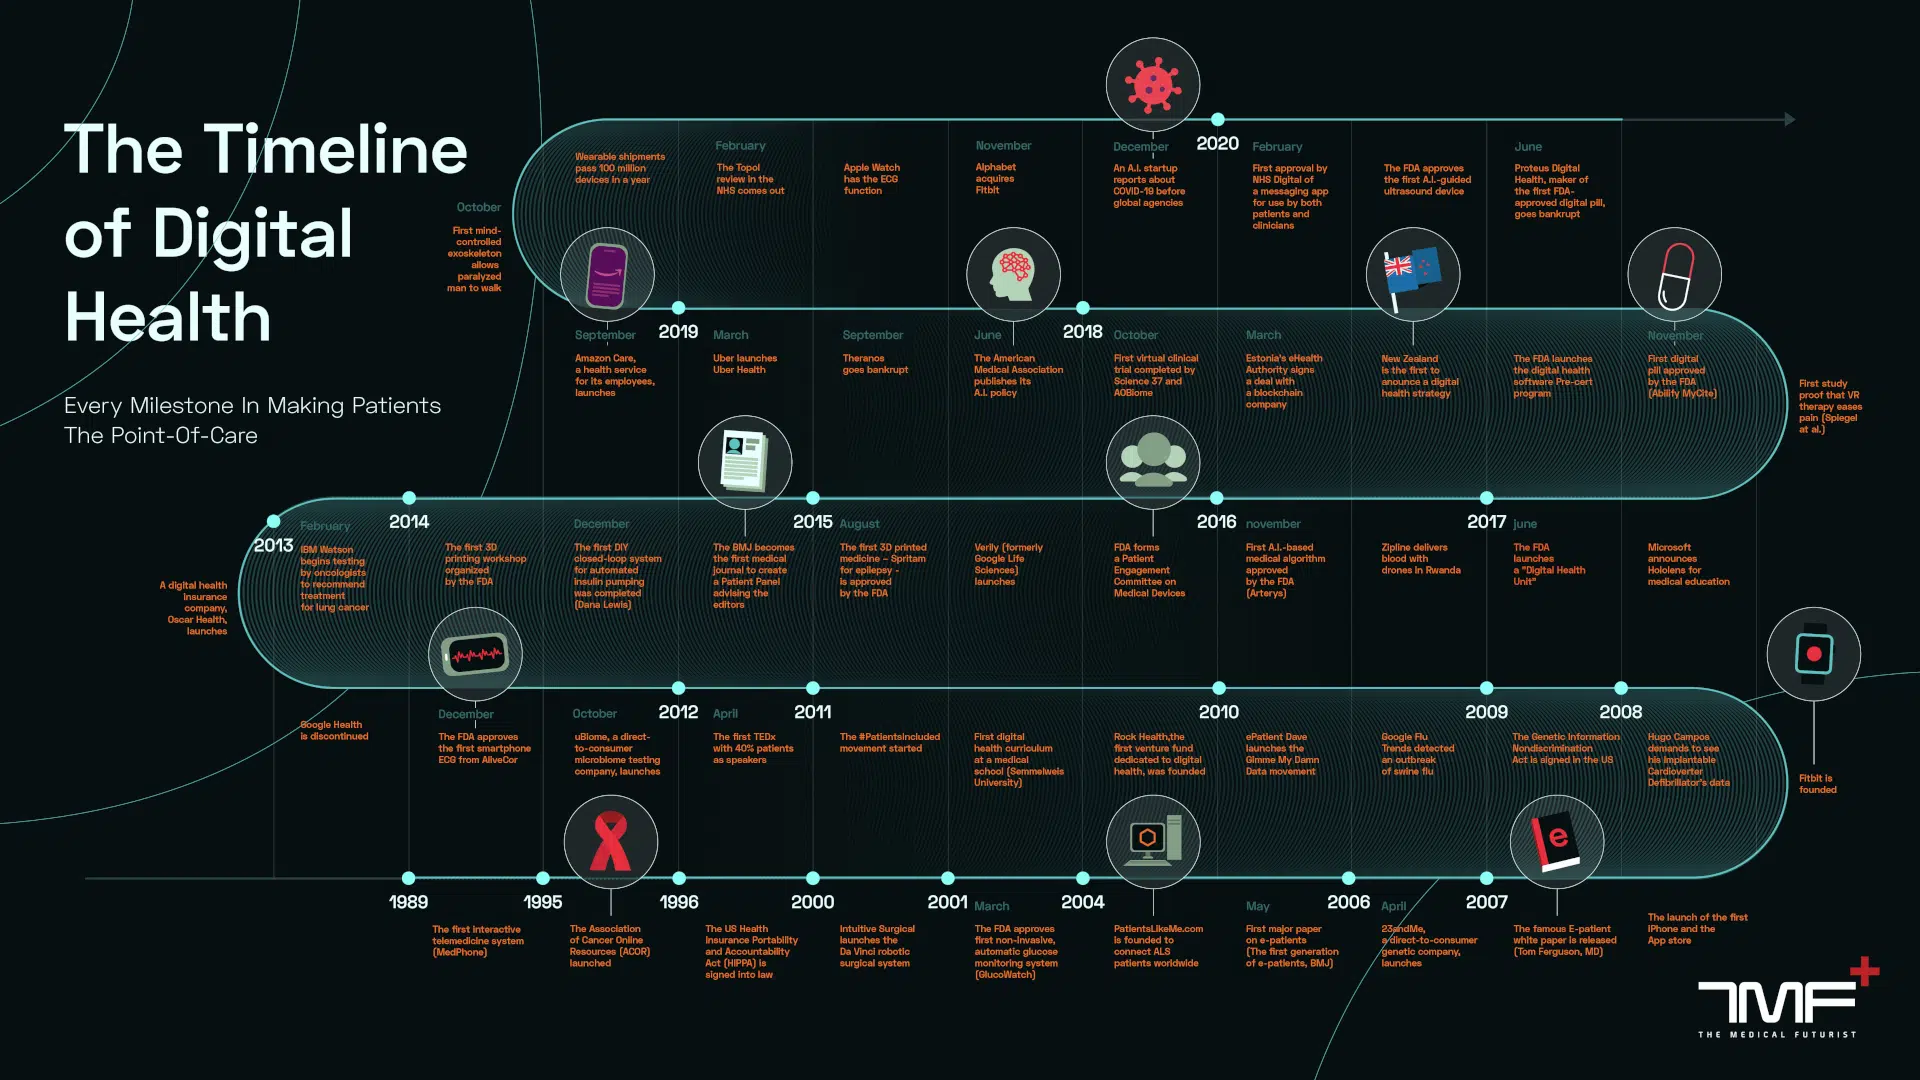 The Timeline
of Digital
Health
Every Milestone In Making Patients
The Point-Of-Care
October
First mind-
controlled
exoskeleton
allows
paralyzed
man to walk
Wearable shipments
pass 100 million
devices in a year
February
The Topol
review in the
NHS comes out
Apple Watch
has the ECG
function
November
Alphabet
acquires
Fitbit
December
An A.I. startup
reports about
COVID-19 before
global agencies
2020
February
First approval by
NHS Digital of
a messaging app
for use by both
patients and
clinicians
The FDA approves
the first A.I.-guided
ultrasound device
June
Proteus Digital
Health, maker of
the first FDA-
approved digital pill,
goes bankrupt
September
Amazon Care,
a health service
for its employees,
launches
2019
March
Uber launches
Uber Health
September
Theranos
goes bankrupt
June
The American
Medical Association
publishes its
A.I. policy
2018
October
First virtual clinical
trial completed by
Science 37 and
AOBiome
March
Estonia's eHealth
Authority signs
a deal with
a blockchain
company
New Zealand
is the first to
anounce a digital
health strategy
The FDA launches
the digital health
software Pre-cert
program
November
First digital
pill approved
by the FDA
(Abilify MyCite)
First study
proof that VR
therapy eases
pain (Spiegel
at al.)
2013
A digital health
insurance
company,
Oscar Health,
launches
February
IBM Watson
begins testing
by oncologists
to recommend
treatment
for lung cancer
2014
The first 3D
printing workshop
organized
by the FDA
December
The first DIY
closed-loop system
for automated
insulin pumping
was completed
(Dana Lewis)
The BMJ becomes
the first medical
journal to create
a Patient Panel
advising the
editors
2015
August
The first 3D printed
medicine – Spritam
for epilepsy -
is approved
by the FDA
Verily (formerly
Google Life
Sciences)
launches
FDA forms
a Patient
Engagement
Committee on
Medical Devices
2016
november
First A.I.-based
medical algorithm
approved
by the FDA
(Arterys)
Zipline delivers
blood with
drones in Rwanda
2017
june
The FDA
launches
a "Digital Health
Unit"
Microsoft
announces
Hololens for
medical education
Google Health
is discontinued
December
The FDA approves
the first smartphone
ECG from AliveCor
October
uBiome, a direct-
to-consumer
microbiome testing
company, launches
2012
April
The first TEDx
with 40% patients
as speakers
2011
The #PatientsIncluded
movement started
First digital
health curriculum
at a medical
school (Semmelweis
University)
Rock Health,the
first venture fund
dedicated to digital
health, was founded
2010
ePatient Dave
launches the
Gimme My Damn
Data movement
Google Flu
Trends detected
an outbreak
of swine flu
2009
The Genetic Information
Nondiscrimination
Act is signed in the US
2008
Hugo Campos
demands to see
his implantable
Cardioverter
Defibrillator's data
Fitbit is
founded
1989
The first interactive
telemedicine system
(MedPhone)
1995
The Association
of Cancer Online
Resources (ACOR)
launched
1996
The US Health
Insurance Portability
and Accountability
Act (HIPPA) is
signed into law
2000
Intuitive Surgical
launches the
Da Vinci robotic
surgical system
2001
March
The FDA approves
first non-invasive,
automatic glucose
monitoring system
(GlucoWatch)
2004
PatientsLikeMe.com
is founded to
connect ALS
patients worldwide
May
First major paper
on e-patients
(The first generation
of e-patients, BMJ)
2006
April
23andMe,
a direct-to-consumer
genetic company,
launches
2007
e
The famous E-patient
white paper is released
(Tom Ferguson, MD)
The launch of the first
IPhone and the
App store
TMF
THE MEDICAL FUTURIST